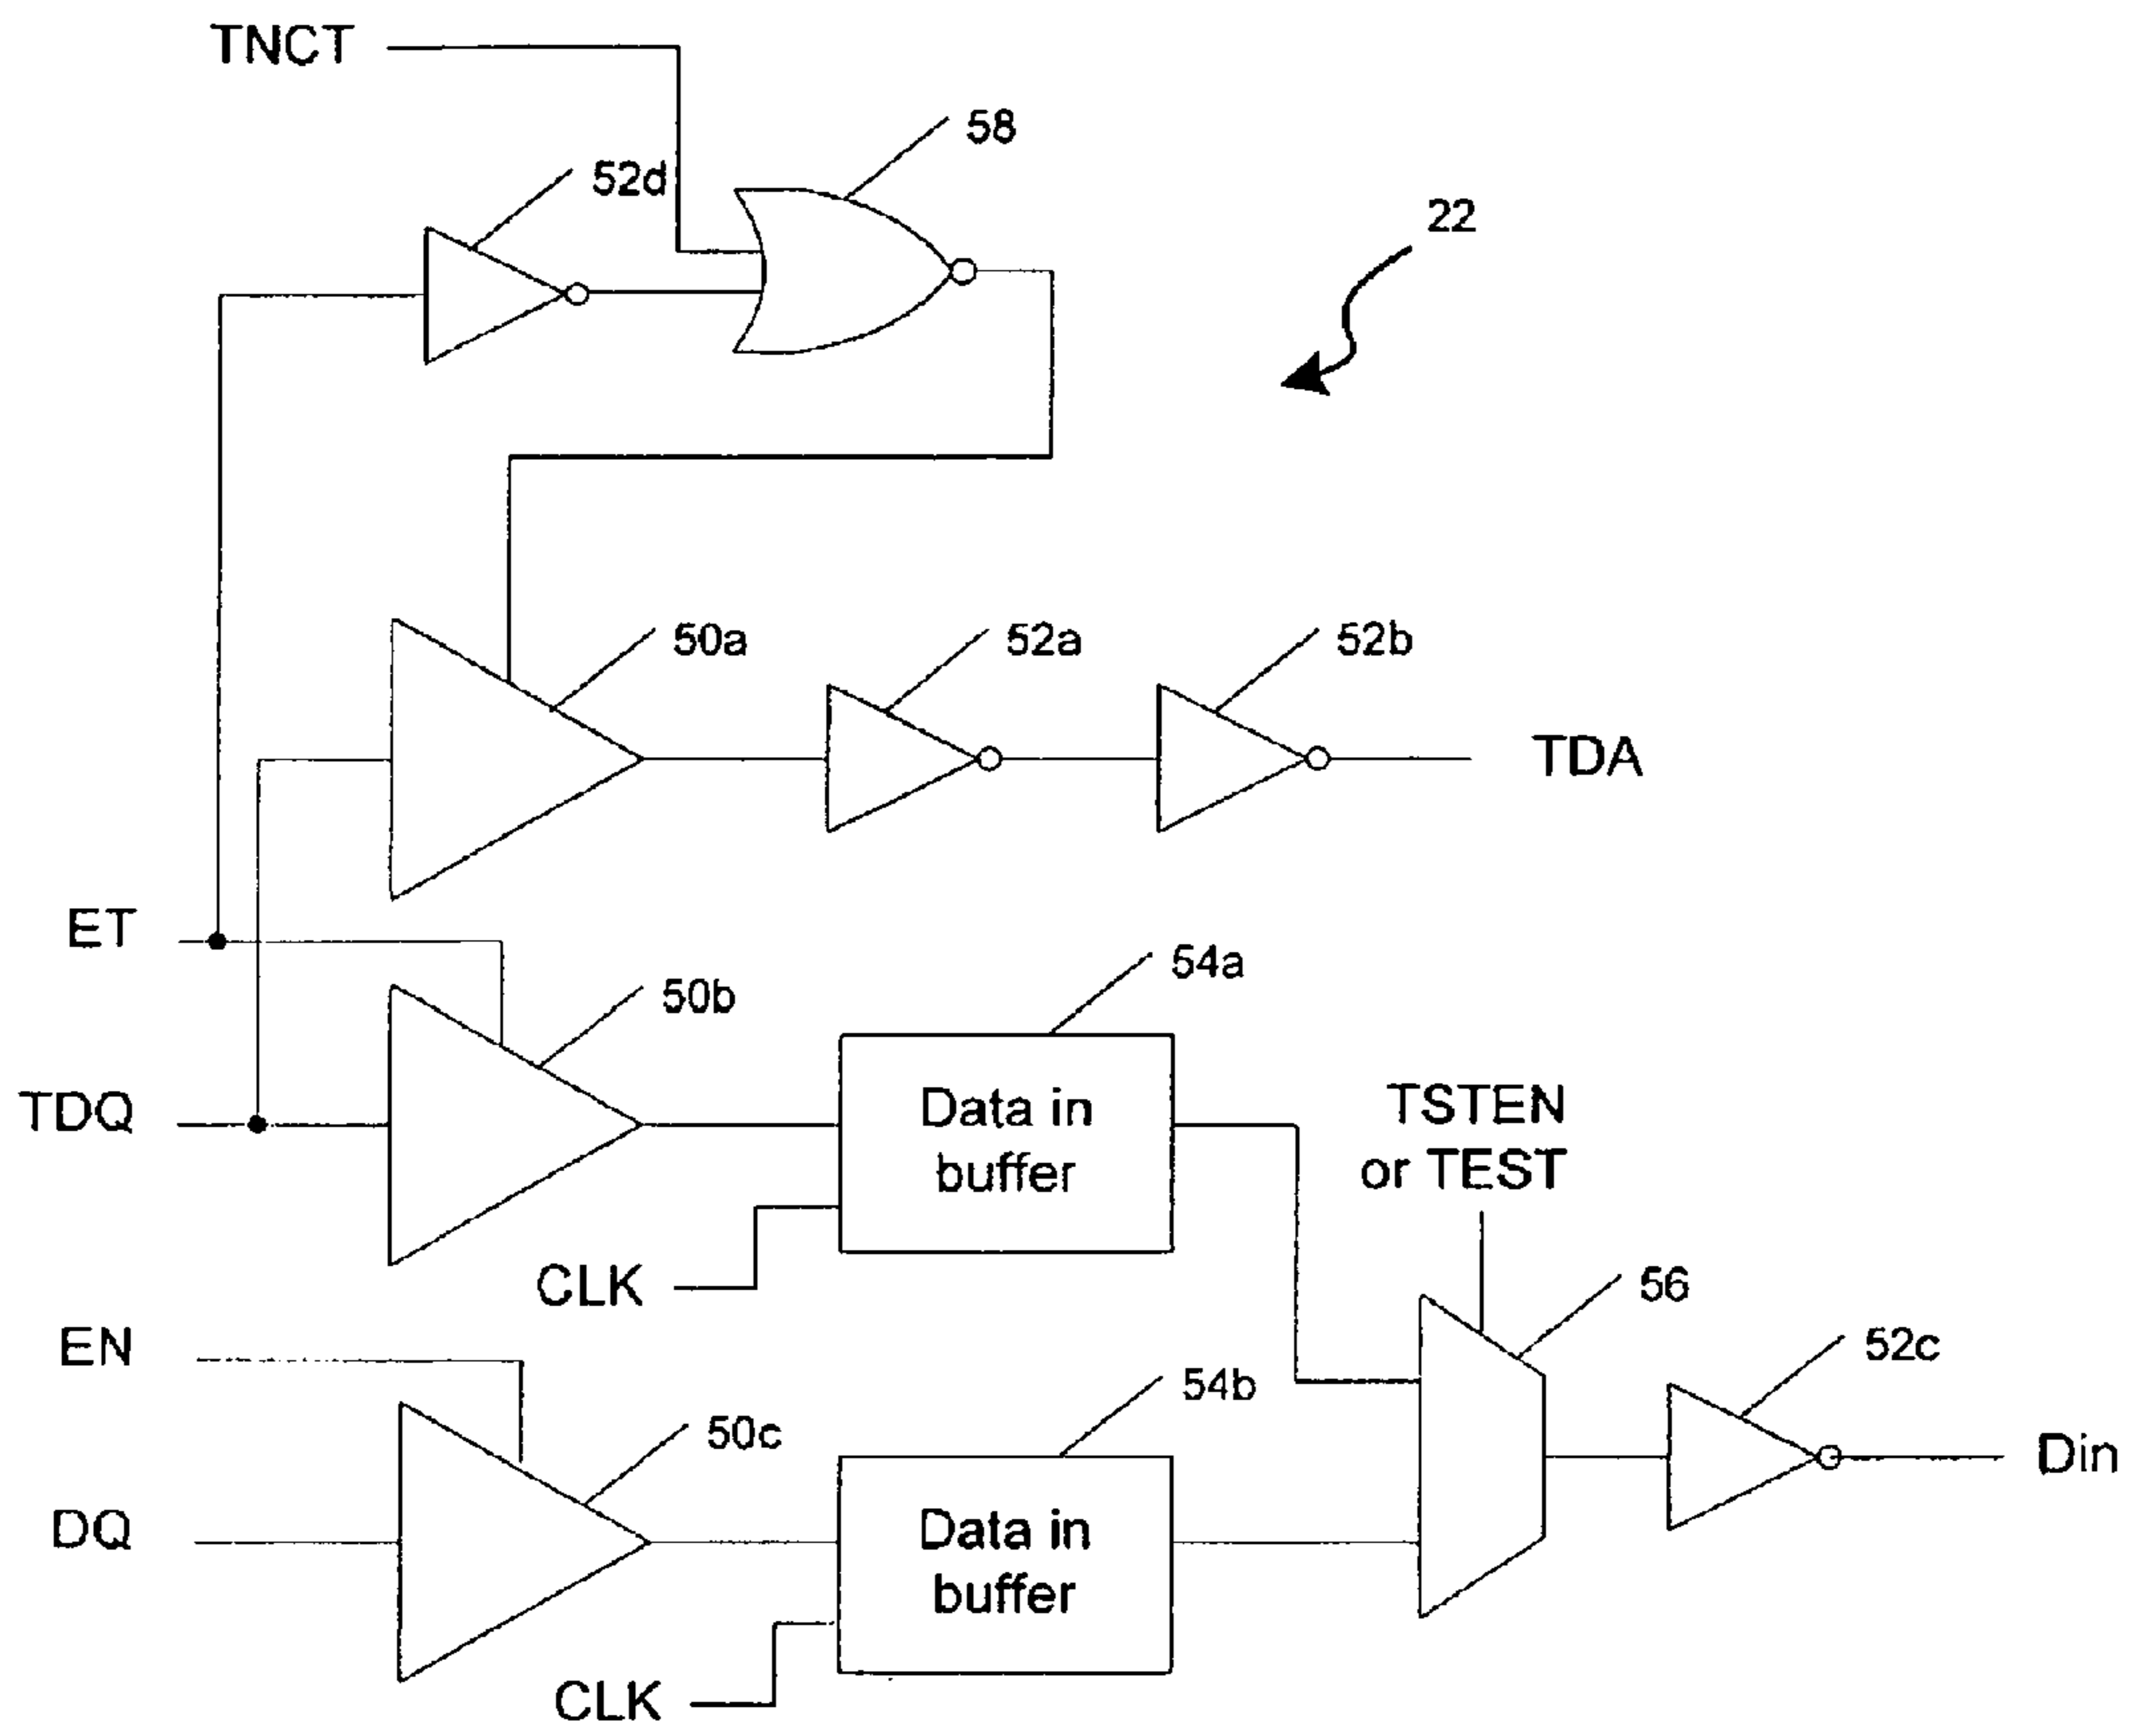 TNCT
58
52d
22
50a
52a
52b
TDA
ET
54a
50b
TDQ
Data in
buffer
TSTEN
or TEST
CLK
56
EN
52c
54b
50c
Din
DQ
Data in
buffer
CLK